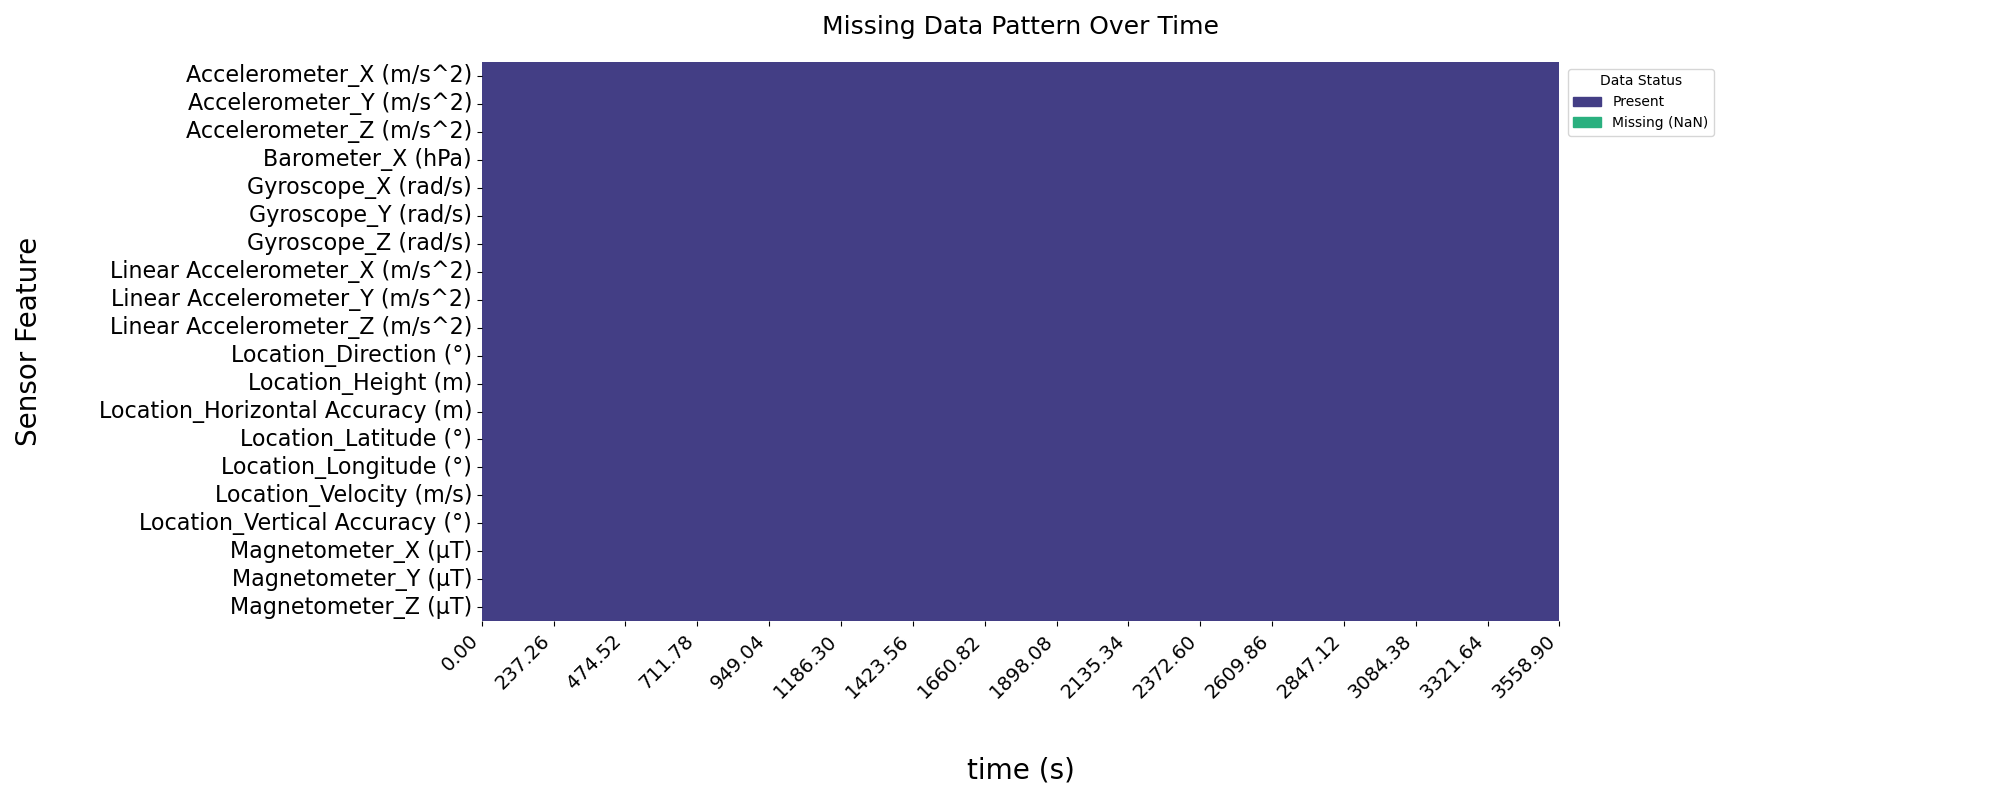 Missing Data Pattern Over Time
Sensor Feature
Accelerometer_X (m/s^2)
Accelerometer_Y (m/s^2)
Accelerometer_Z (m/s^2)
Barometer_X (hPa)
Gyroscope_X (rad/s)
Gyroscope_Y (rad/s)
Gyroscope_Z (rad/s)
Linear Accelerometer_X (m/s^2)
Linear Accelerometer_Y (m/s^2)
Linear Accelerometer_Z (m/s^2)
Location_Direction (°)
Location_Height (m)
Location_Horizontal Accuracy (m)
Location_Latitude (°)
Location_Longitude (°)
Location_Velocity (m/s)
Location_Vertical Accuracy (°)
Magnetometer_X (µT)
Magnetometer_Y (µT)
Magnetometer_Z (µT)
Data Status
Present
Missing (NaN)
0.00
237.26
474.52
711.78
949.04
1186.30
1423.56
1660.82
1898.08
2135.34
2372.60
2609.86
2847.12
3084.38
3321.64
3558.90
time (s)